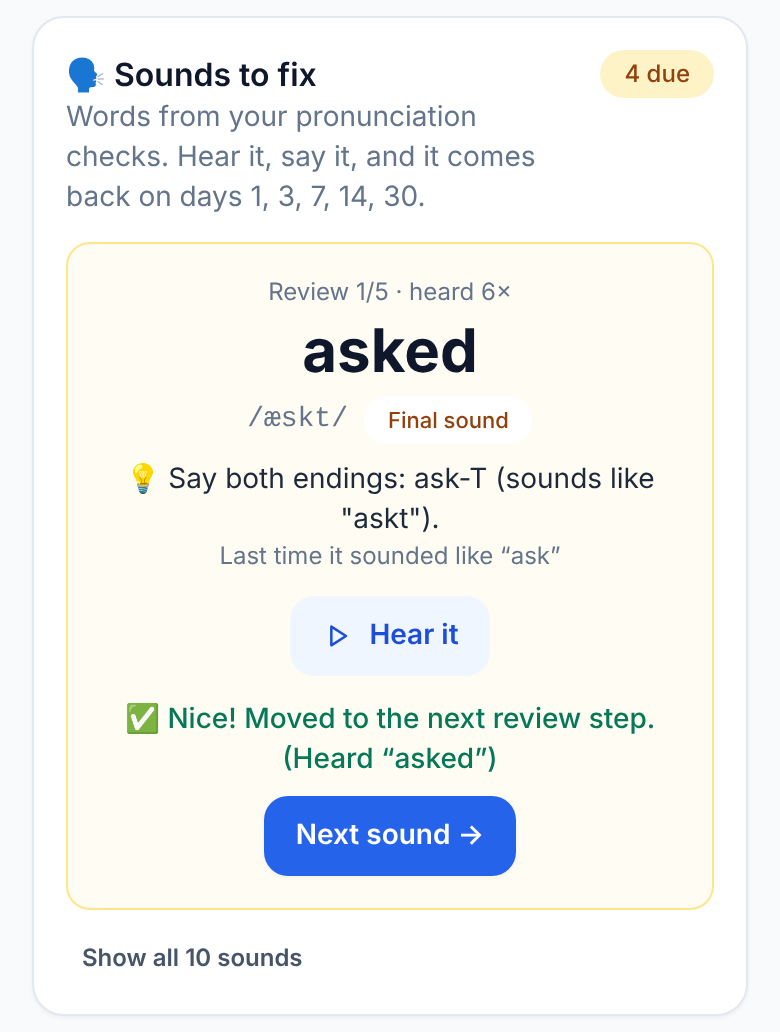 🗣️ Sounds to fix
4 due
Words from your pronunciation
checks. Hear it, say it, and it comes
back on days 1, 3, 7, 14, 30.
Review 1/5 · heard 6×
asked
/æskt/ Final sound
💡 Say both endings: ask-T (sounds like
"askt").
Last time it sounded like “ask”
Hear it
✅ Nice! Moved to the next review step.
(Heard “asked”)
Next sound →
Show all 10 sounds